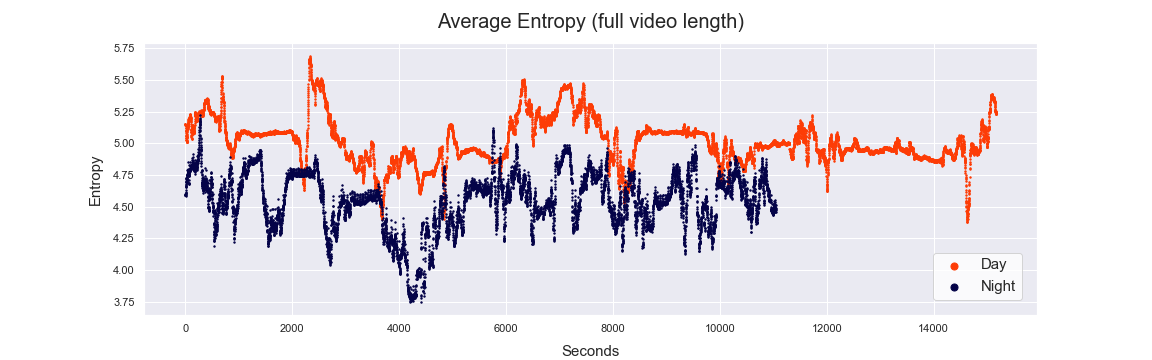 Average Entropy (full video length)
Entropy
5.75
5.50
5.25
5.00
4.75
4.50
4.25
4.00
3.75
0 2000 4000 6000 8000 10000 12000 14000
Seconds
Day
Night